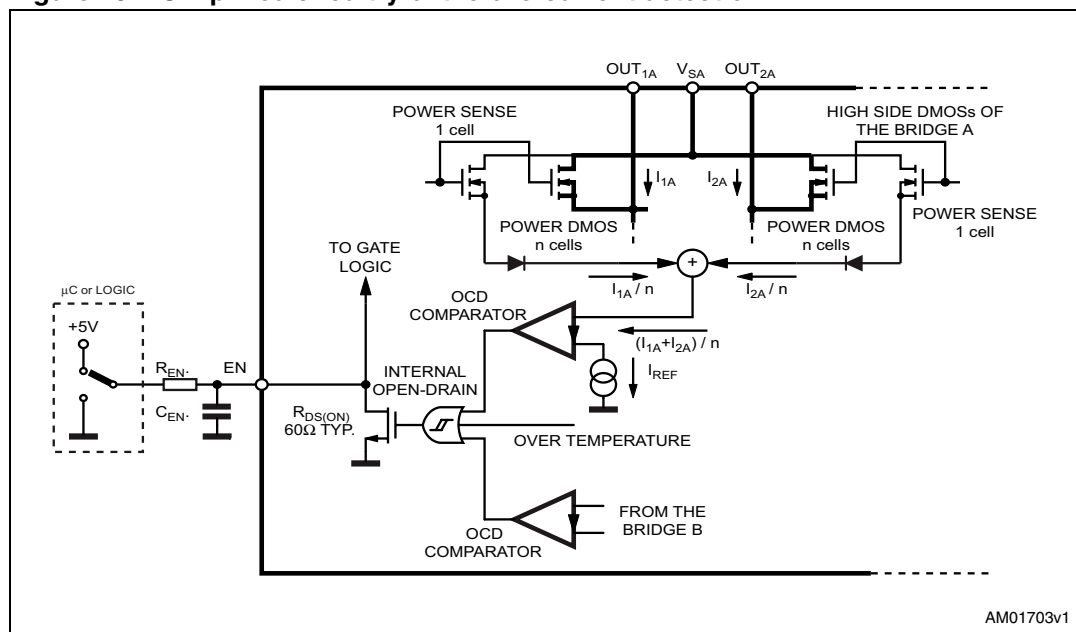 OUT1A VSA OUT2A
POWER SENSE
1 cell
HIGH SIDE DMOSs OF
THE BRIDGE A
I1A I2A
POWER DMOS
n cells
POWER DMOS
n cells
POWER SENSE
1 cell
TO GATE
LOGIC
+
I1A / n I2A / n
μC or LOGIC
+5V
OCD
COMPARATOR
(I1A+I2A) / n
IREF
REN. EN
CEN.
INTERNAL
OPEN-DRAIN
RDS(ON)
60Ω TYP.
OVER TEMPERATURE
FROM THE
BRIDGE B
OCD
COMPARATOR
AM01703v1